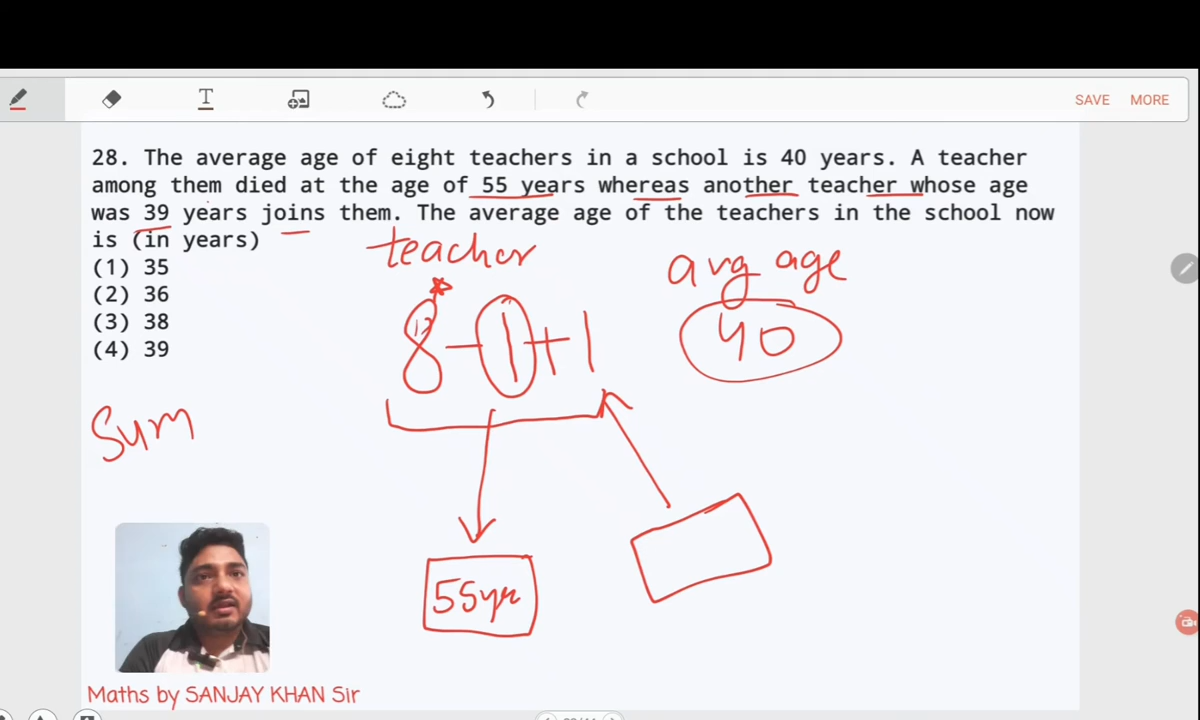 SAVE MORE
28. The average age of eight teachers in a school is 40 years. A teacher
among them died at the age of 55 years whereas another teacher whose age
was 39 years joins them. The average age of the teachers in the school now
is (in years)
(1) 35
(2) 36
(3) 38
(4) 39
teacher
avg age
8-1+1
40
Sum
55yr
Maths by SANJAY KHAN Sir